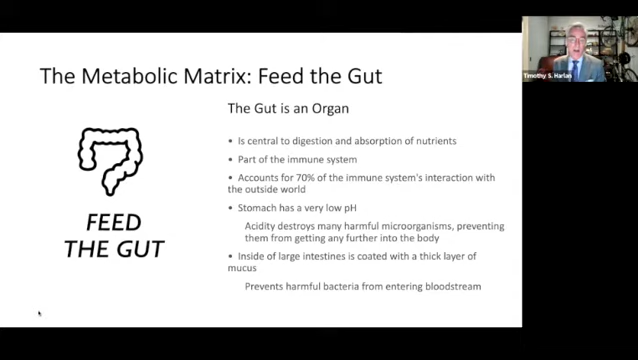 The Metabolic Matrix: Feed the Gut
The Gut is an Organ
• Is central to digestion and absorption of nutrients
• Part of the immune system
• Accounts for 70% of the immune system's interaction with
the outside world
• Stomach has a very low pH
Acidity destroys many harmful microorganisms, preventing
them from getting any further into the body
• Inside of large intestines is coated with a thick layer of
mucus
Prevents harmful bacteria from entering bloodstream
FEED
THE GUT
Timothy S. Harlan